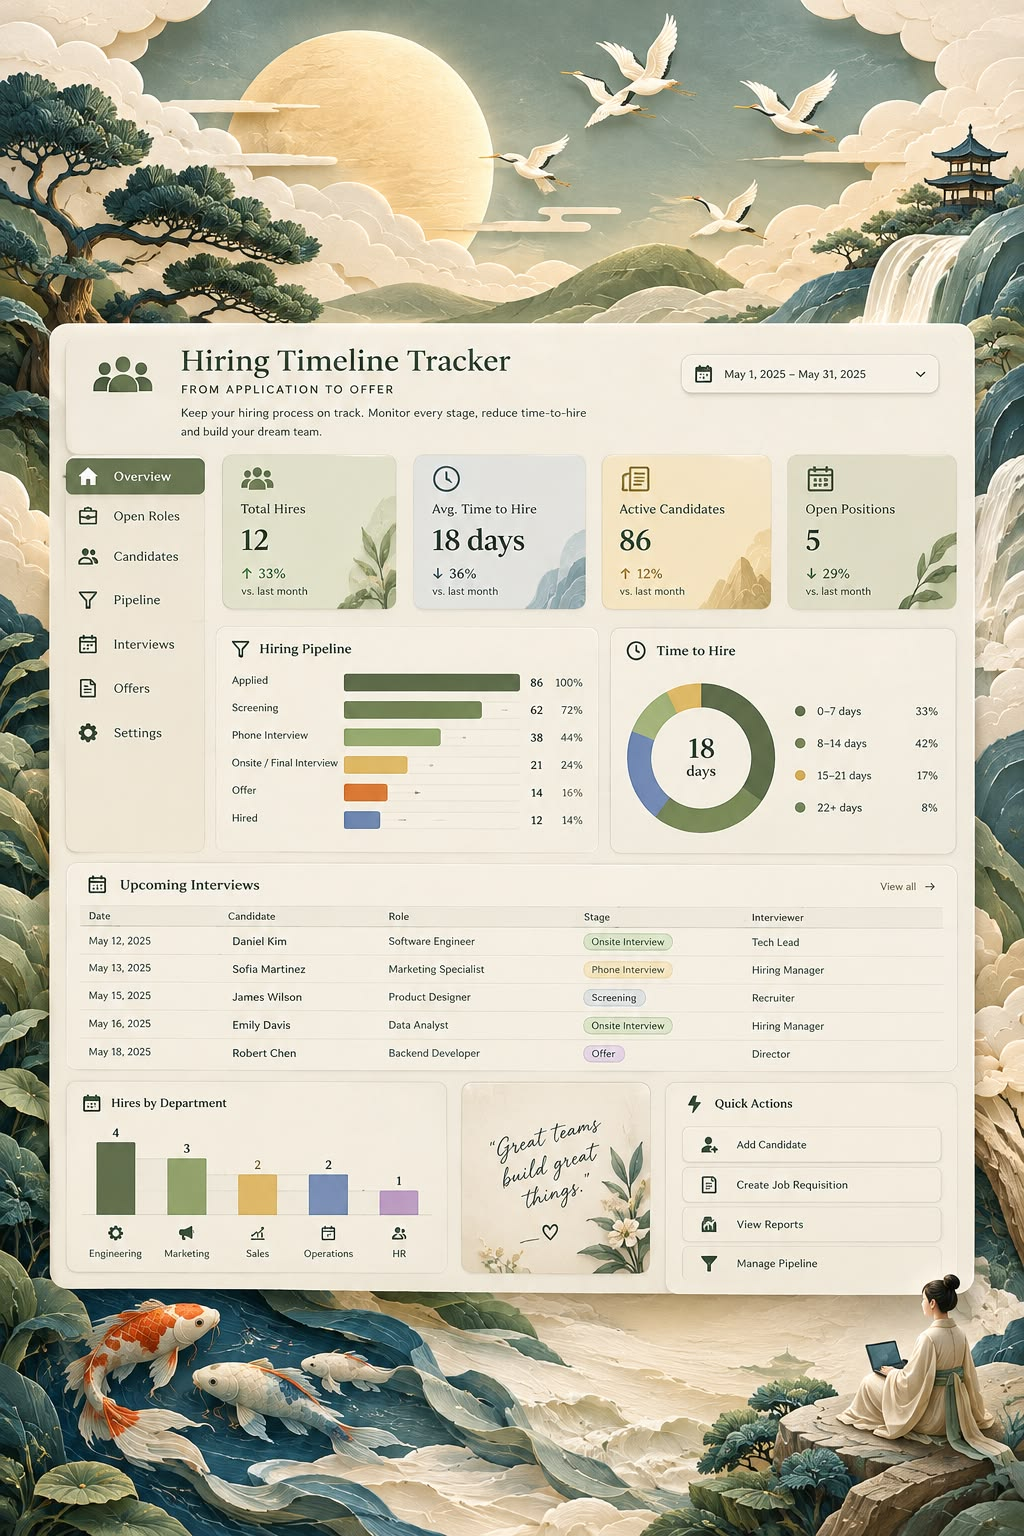 Hiring Timeline Tracker
FROM APPLICATION TO OFFER
Keep your hiring process on track. Monitor every stage, reduce time-to-hire
and build your dream team.
May 1, 2025 – May 31, 2025
Overview
Open Roles
Candidates
Pipeline
Interviews
Offers
Settings
Total Hires
12
↑ 33%
vs. last month
Avg. Time to Hire
18 days
↓ 36%
vs. last month
Active Candidates
86
↑ 12%
vs. last month
Open Positions
5
↓ 29%
vs. last month
Hiring Pipeline
Applied 86 100%
Screening 62 72%
Phone Interview 38 44%
Onsite / Final Interview 21 24%
Offer 14 16%
Hired 12 14%
Time to Hire
18
days
0–7 days 33%
8–14 days 42%
15–21 days 17%
22+ days 8%
Upcoming Interviews
View all →
Date Candidate Role Stage Interviewer
May 12, 2025 Daniel Kim Software Engineer Onsite Interview Tech Lead
May 13, 2025 Sofia Martinez Marketing Specialist Phone Interview Hiring Manager
May 15, 2025 James Wilson Product Designer Screening Recruiter
May 16, 2025 Emily Davis Data Analyst Onsite Interview Hiring Manager
May 18, 2025 Robert Chen Backend Developer Offer Director
Hires by Department
4 3 2 2 1
Engineering Marketing Sales Operations HR
"Great teams
build great
things."
Quick Actions
Add Candidate
Create Job Requisition
View Reports
Manage Pipeline